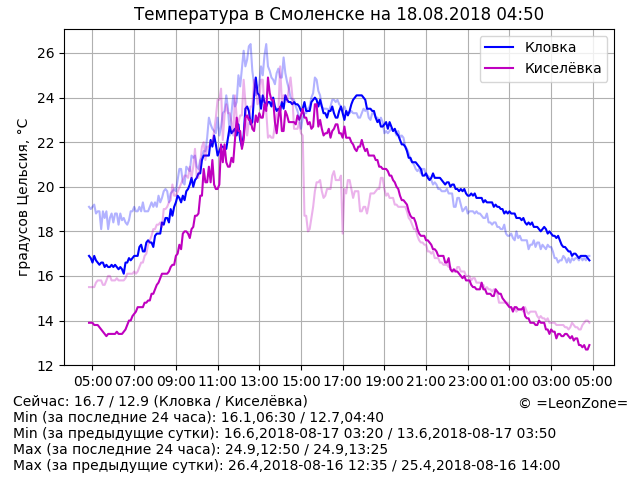 Температура в Смоленске на 18.08.2018 04:50
Кловка
Киселёвка
градусов Цельсия, °C
26
24
22
20
18
16
14
12
05:00 07:00 09:00 11:00 13:00 15:00 17:00 19:00 21:00 23:00 01:00 03:00 05:00
Сейчас: 16.7 / 12.9 (Кловка / Киселёвка)
© =LeonZone=
Min (за последние 24 часа): 16.1,06:30 / 12.7,04:40
Min (за предыдущие сутки): 16.6,2018-08-17 03:20 / 13.6,2018-08-17 03:50
Max (за последние 24 часа): 24.9,12:50 / 24.9,13:25
Max (за предыдущие сутки): 26.4,2018-08-16 12:35 / 25.4,2018-08-16 14:00